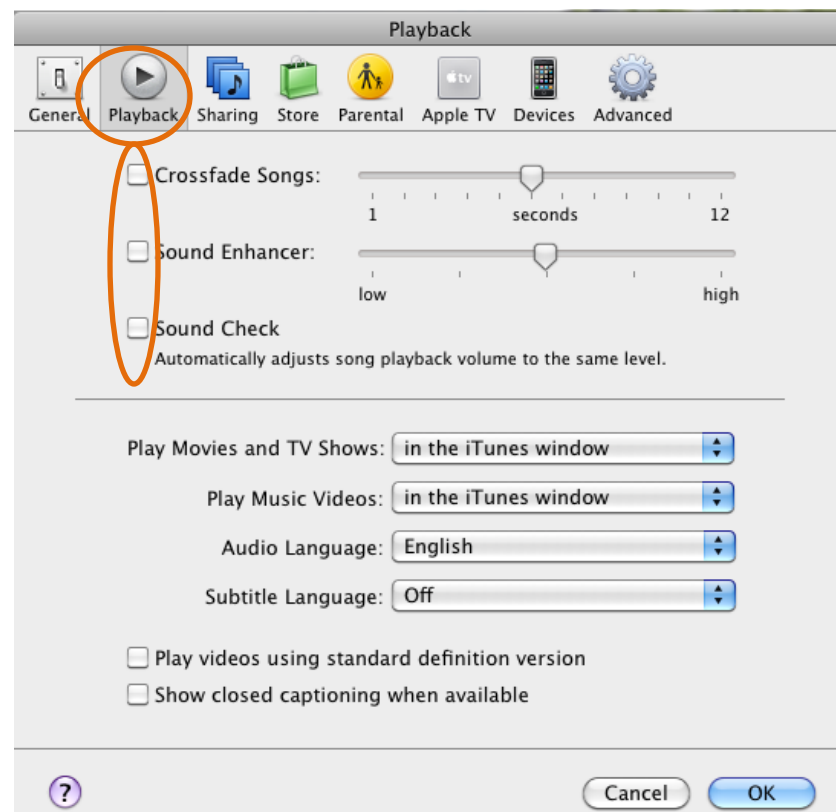 Playback
General Playback Sharing Store Parental Apple TV Devices Advanced
tv
Crossfade Songs:
1 seconds 12
Sound Enhancer:
low high
Sound Check
Automatically adjusts song playback volume to the same level.
Play Movies and TV Shows: in the iTunes window
Play Music Videos: in the iTunes window
Audio Language: English
Subtitle Language: Off
Play videos using standard definition version
Show closed captioning when available
? Cancel OK